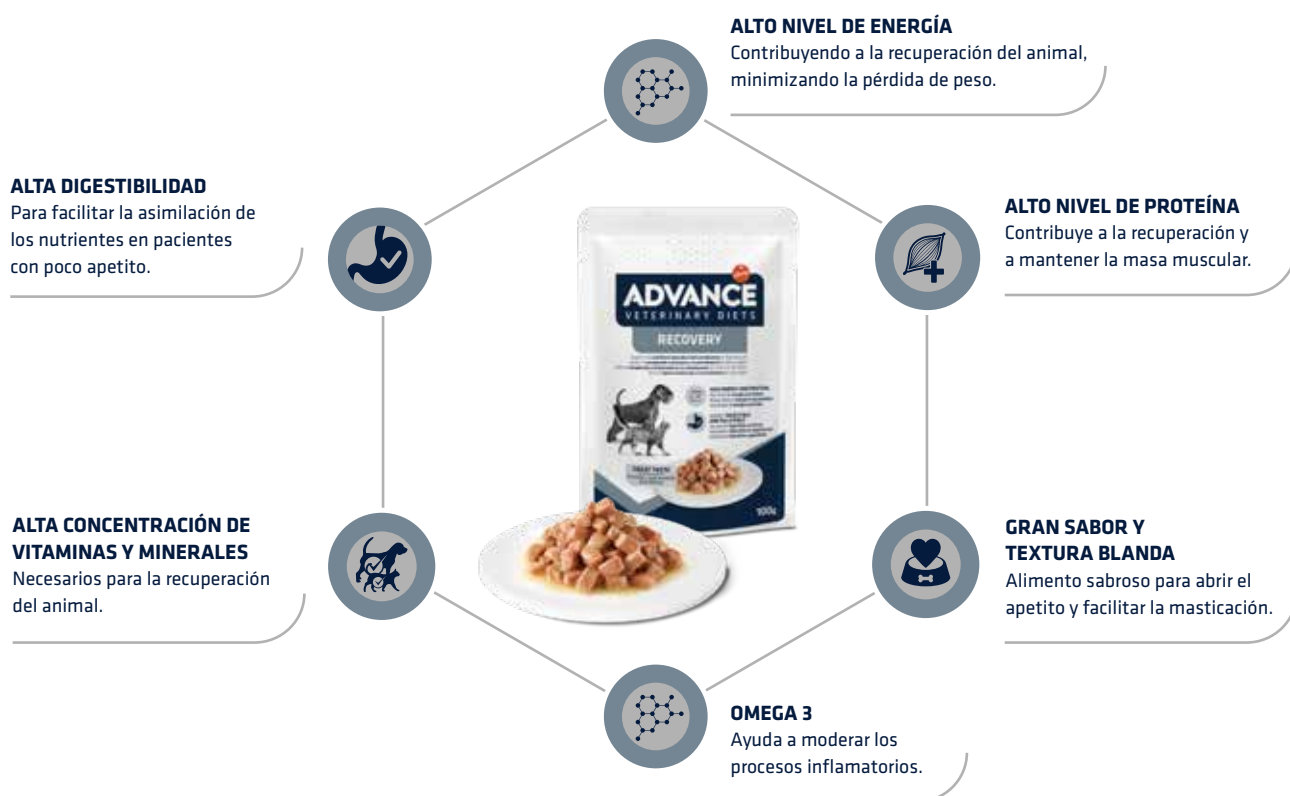 ALTO NIVEL DE ENERGÍA
Contribuyendo a la recuperación del animal,
minimizando la pérdida de peso.
ALTA DIGESTIBILIDAD
Para facilitar la asimilación de
los nutrientes en pacientes
con poco apetito.
ALTO NIVEL DE PROTEÍNA
Contribuye a la recuperación y
a mantener la masa muscular.
ADVANCE
VETERINARY DIETS
RECOVERY
100g
ALTA CONCENTRACIÓN DE
VITAMINAS Y MINERALES
Necesarios para la recuperación
del animal.
GRAN SABOR Y
TEXTURA BLANDA
Alimento sabroso para abrir el
apetito y facilitar la masticación.
OMEGA 3
Ayuda a moderar los
procesos inflamatorios.